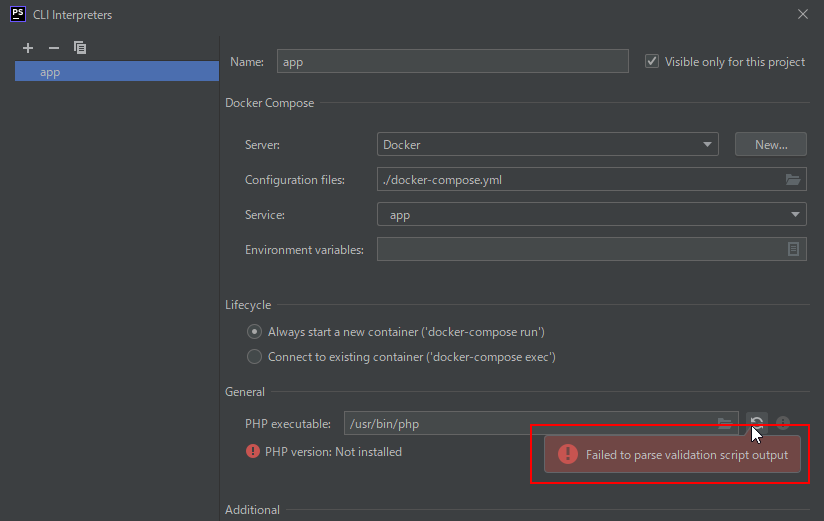 PS CLI Interpreters
app
Name: app Visible only for this project
Docker Compose
Server: Docker New...
Configuration files: ./docker-compose.yml
Service: app
Environment variables:
Lifecycle
Always start a new container ('docker-compose run')
Connect to existing container ('docker-compose exec')
General
PHP executable: /usr/bin/php
PHP version: Not installed
Failed to parse validation script output
Additional